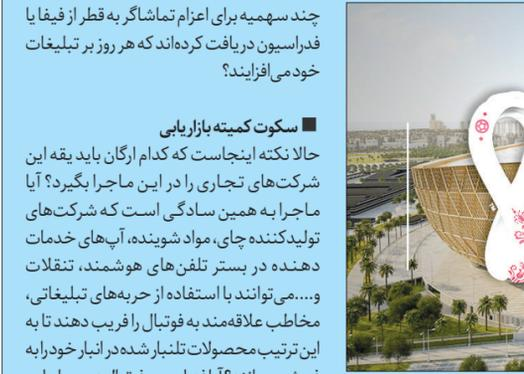 چند سهمیه برای اعزام تماشاگر به قطر از فیفا یا
فدراسیون دریافت کرده‌اند که هر روز بر تبلیغات
خود می‌افزایند؟
■ سکوت کمیته بازاریابی
حالا نکته اینجاست که کدام ارگان باید یقه این
شرکت‌های تجاری را در این ماجرا بگیرد؟ آیا
ماجرا به همین سادگی است که شرکت‌های
تولیدکننده چای، مواد شوینده، آپ‌های خدمات
دهنده در بستر تلفن‌های هوشمند، تنقلات
و....می‌توانند با استفاده از حربه‌های تبلیغاتی،
مخاطب علاقه‌مند به فوتبال را فریب دهند تا به
این ترتیب محصولات تلنبار شده در انبار خود را به